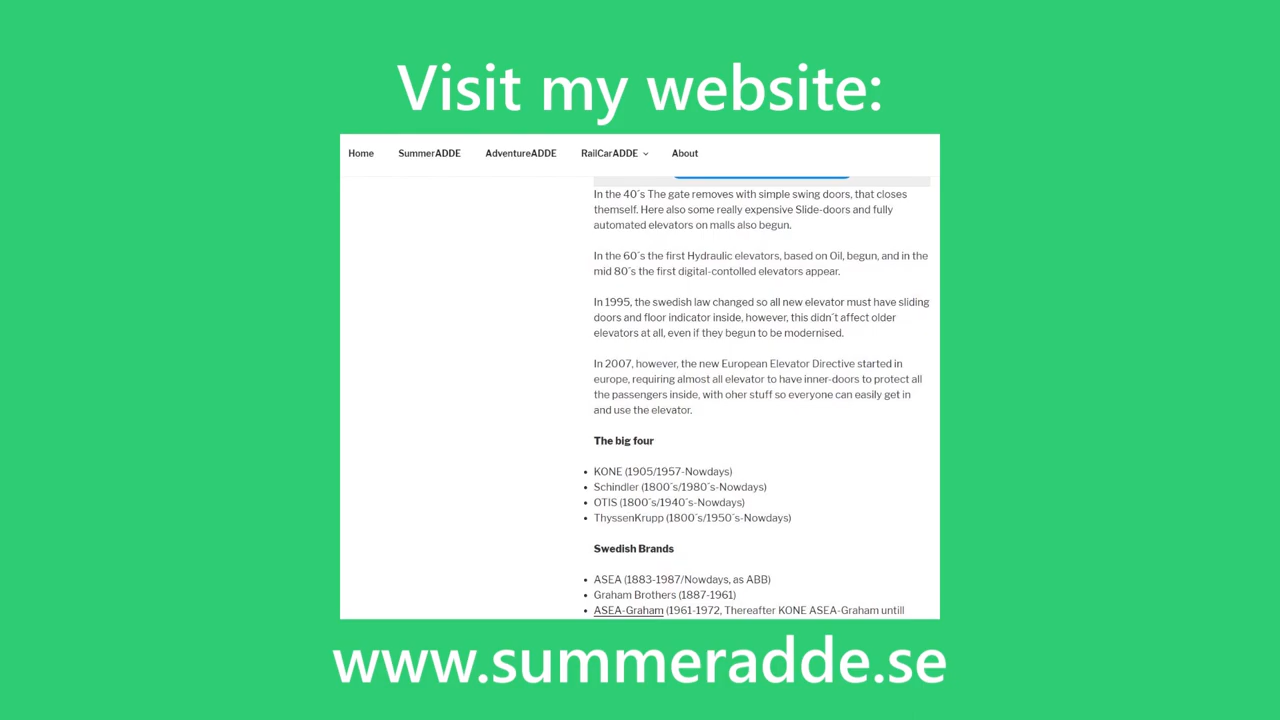 Visit my website:
Home SummerADDE AdventureADDE RailCarADDE About
In the 40´s The gate removes with simple swing doors, that closes
themself. Here also some really expensive Slide-doors and fully
automated elevators on malls also begun.
In the 60´s the first Hydraulic elevators, based on Oil, begun, and in the
mid 80´s the first digital-contolled elevators appear.
In 1995, the swedish law changed so all new elevator must have sliding
doors and floor indicator inside, however, this didn´t affect older
elevators at all, even if they begun to be modernised.
In 2007, however, the new European Elevator Directive started in
europe, requiring almost all elevator to have inner-doors to protect all
the passengers inside, with oher stuff so everyone can easily get in
and use the elevator.
The big four
• KONE (1905/1957-Nowdays)
• Schindler (1800´s/1980´s-Nowdays)
• OTIS (1800´s/1940´s-Nowdays)
• ThyssenKrupp (1800´s/1950´s-Nowdays)
Swedish Brands
• ASEA (1883-1987/Nowdays, as ABB)
• Graham Brothers (1887-1961)
• ASEA-Graham (1961-1972, Thereafter KONE ASEA-Graham untill
www.summeradde.se